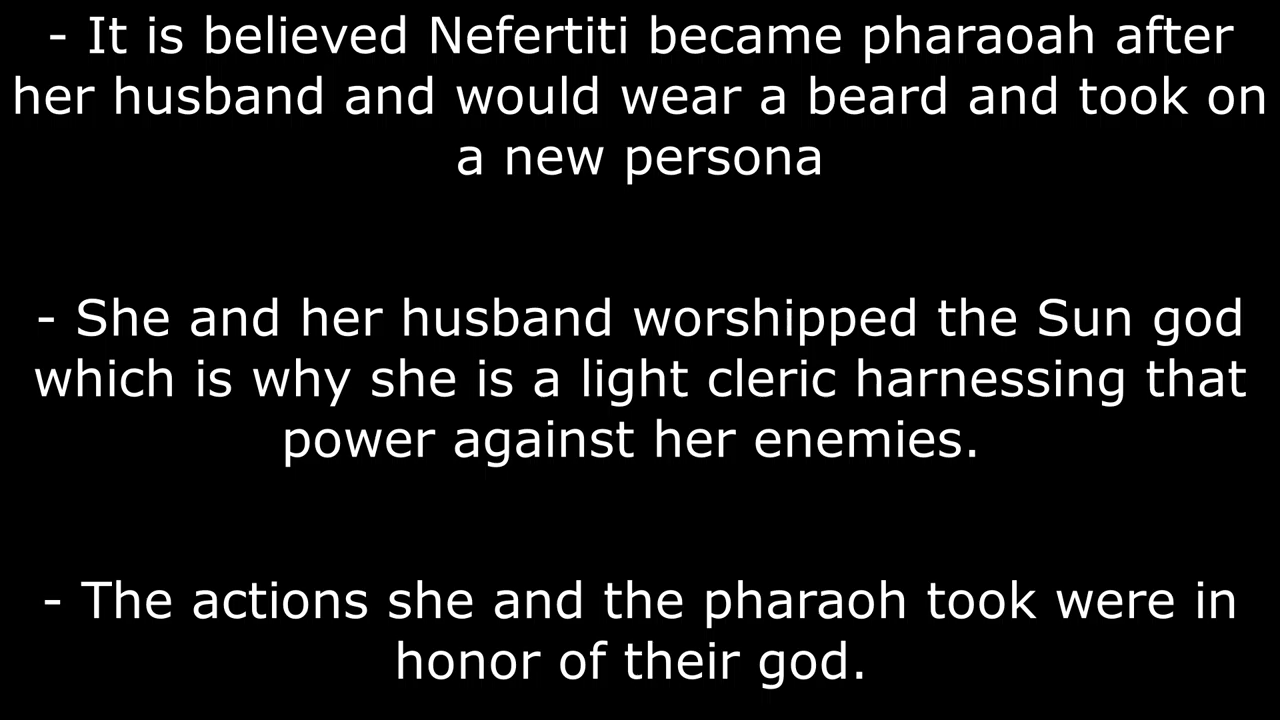 - It is believed Nefertiti became pharaoah after
her husband and would wear a beard and took on
a new persona
- She and her husband worshipped the Sun god
which is why she is a light cleric harnessing that
power against her enemies.
- The actions she and the pharaoh took were in
honor of their god.